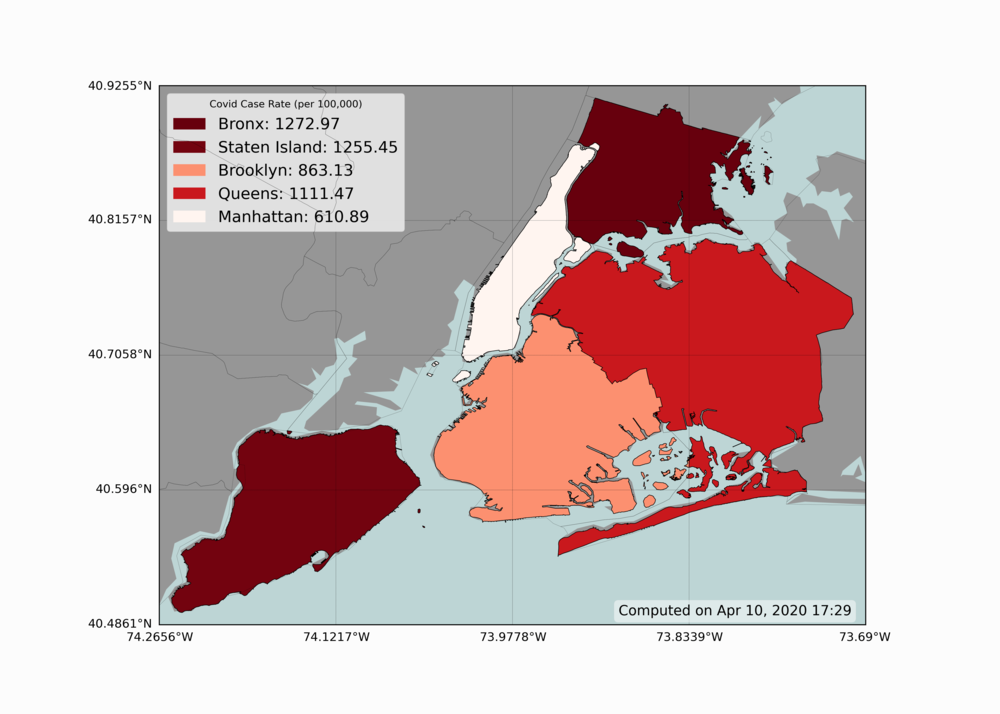 40.9255°N
Covid Case Rate (per 100,000)
Bronx: 1272.97
Staten Island: 1255.45
Brooklyn: 863.13
Queens: 1111.47
Manhattan: 610.89
40.8157°N
40.7058°N
40.596°N
Computed on Apr 10, 2020 17:29
40.4861°N
74.2656°W
74.1217°W
73.9778°W
73.8339°W
73.69°W